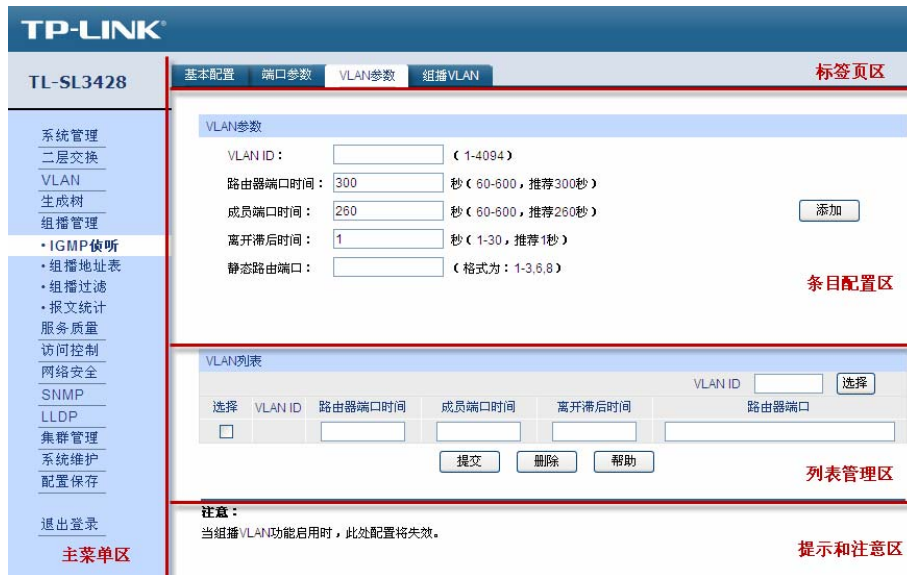 TP-LINK®
TL-SL3428
基本配置 端口参数 VLAN参数 组播VLAN
标签页区
系统管理
二层交换
VLAN
生成树
组播管理
·IGMP侦听
·组播地址表
·组播过滤
·报文统计
服务质量
访问控制
网络安全
SNMP
LLDP
集群管理
系统维护
配置保存
退出登录
主菜单区
VLAN参数
VLAN ID： （1-4094）
路由器端口时间： 300 秒（60-600，推荐300秒）
成员端口时间： 260 秒（60-600，推荐260秒） 添加
离开滞后时间： 1 秒（1-30，推荐1秒）
静态路由端口： （格式为：1-3,6,8）
条目配置区
VLAN列表
VLAN ID 选择
选择 VLAN ID 路由器端口时间 成员端口时间 离开滞后时间 路由器端口
提交 删除 帮助
列表管理区
注意：
当组播VLAN功能启用时，此处配置将失效。
提示和注意区